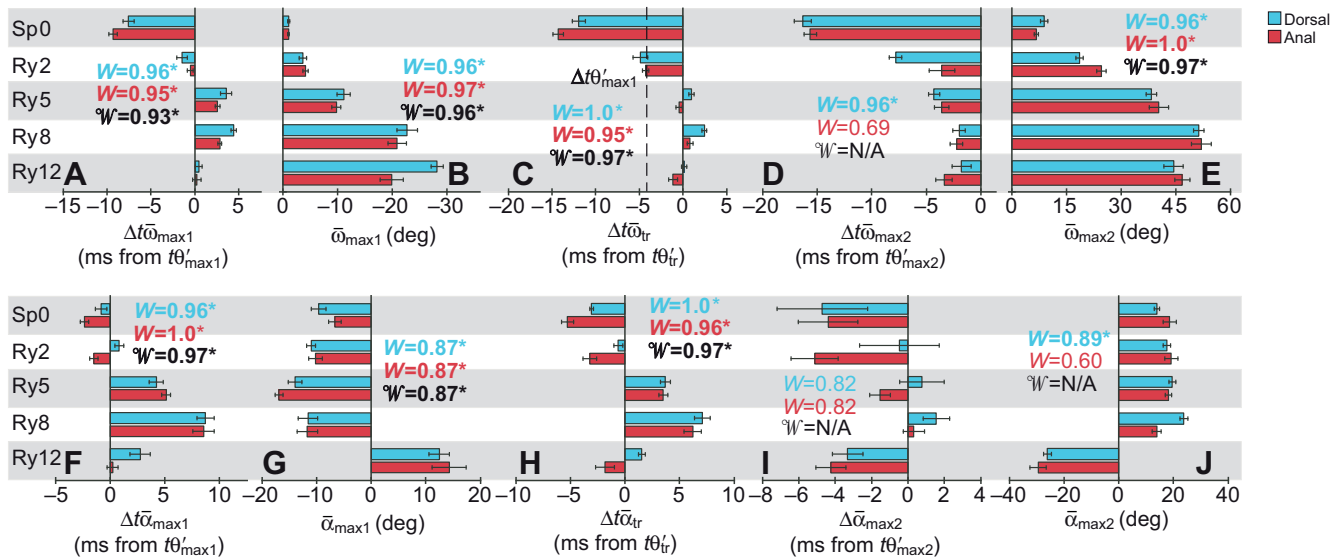 Dorsal
Anal
Sp0
Ry2
Ry5
Ry8
Ry12
W=0.96*
W=0.95*
𝒲=0.93*
A
−15 −10 −5 0 5
Δtω̄max1
(ms from tθ′max1)
W=0.96*
W=0.97*
𝒲=0.96*
B
0 −10 −20 −30
ω̄max1 (deg)
Δtθ′max1
W=1.0*
W=0.95*
𝒲=0.97*
C
−20 −15 −10 −5 0 5
Δtω̄tr
(ms from tθ′tr)
W=0.96*
W=0.69
𝒲=N/A
D
−20 −15 −10 −5 0
Δtω̄max2
(ms from tθ′max2)
W=0.96*
W=1.0*
𝒲=0.97*
E
0 15 30 45 60
ω̄max2 (deg)
Sp0
Ry2
Ry5
Ry8
Ry12
W=0.96*
W=1.0*
𝒲=0.97*
F
−5 0 5 10
Δtᾱmax1
(ms from tθ′max1)
W=0.87*
W=0.87*
𝒲=0.87*
G
−20 −10 0 10 20
ᾱmax1 (deg)
W=1.0*
W=0.96*
𝒲=0.97*
H
−10 −5 0 5 10
Δtᾱtr
(ms from tθ′tr)
W=0.82
W=0.82
𝒲=N/A
I
−8 −6 −4 −2 0 2 4
Δᾱmax2
(ms from tθ′max2)
W=0.89*
W=0.60
𝒲=N/A
J
−40 −20 0 20 40
ᾱmax2 (deg)